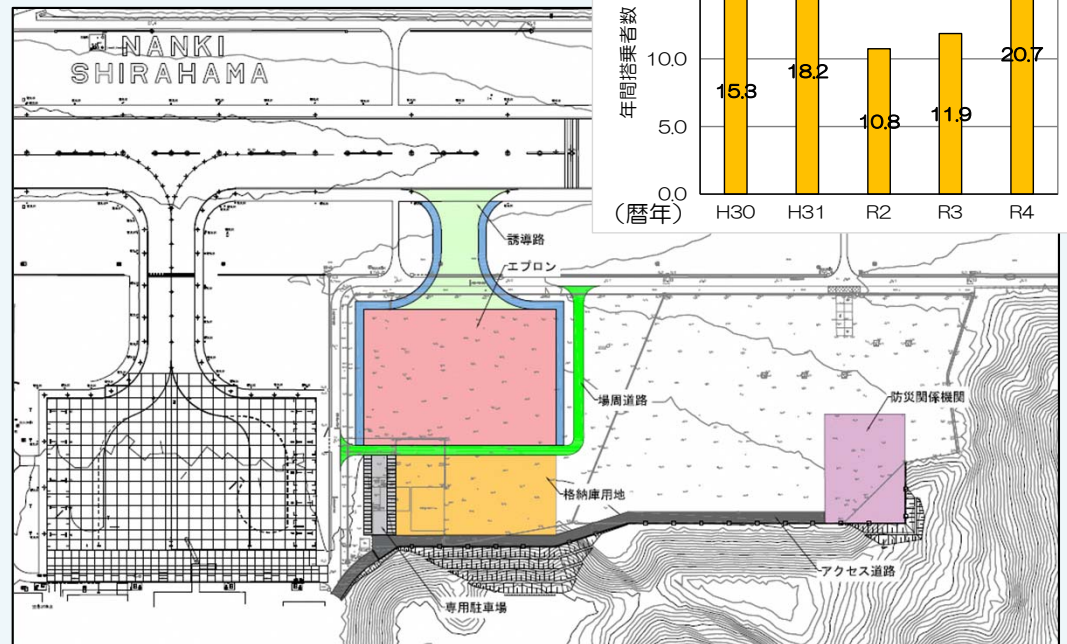 NANKI
SHIRAHAMA
年間搭乗者数
10.0
5.0
0.0
15.3
18.2
10.8
11.9
20.7
（暦年）
H30
H31
R2
R3
R4
誘導路
エプロン
場周道路
防災関係機関
格納庫用地
アクセス道路
専用駐車場